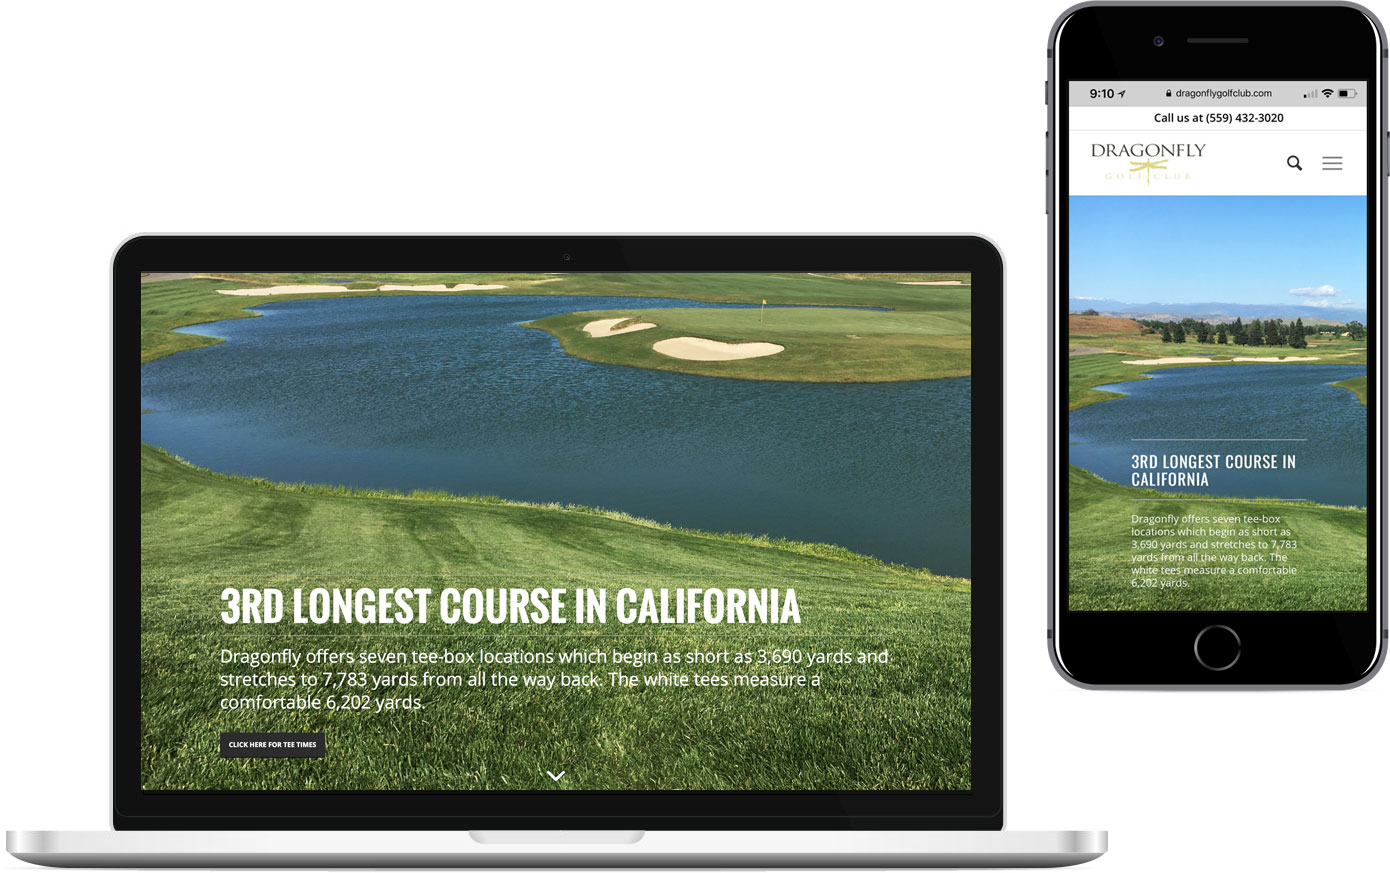 9:10
dragonflygolfclub.com
Call us at (559) 432-3020
DRAGONFLY
GOLF CLUB
3RD LONGEST COURSE IN
CALIFORNIA
Dragonfly offers seven tee-box
locations which begin as short as
3,690 yards and stretches to 7,783
yards from all the way back. The
white tees measure a comfortable
6,202 yards.
3RD LONGEST COURSE IN CALIFORNIA
Dragonfly offers seven tee-box locations which begin as short as 3,690 yards and
stretches to 7,783 yards from all the way back. The white tees measure a
comfortable 6,202 yards.
CLICK HERE FOR TEE TIMES